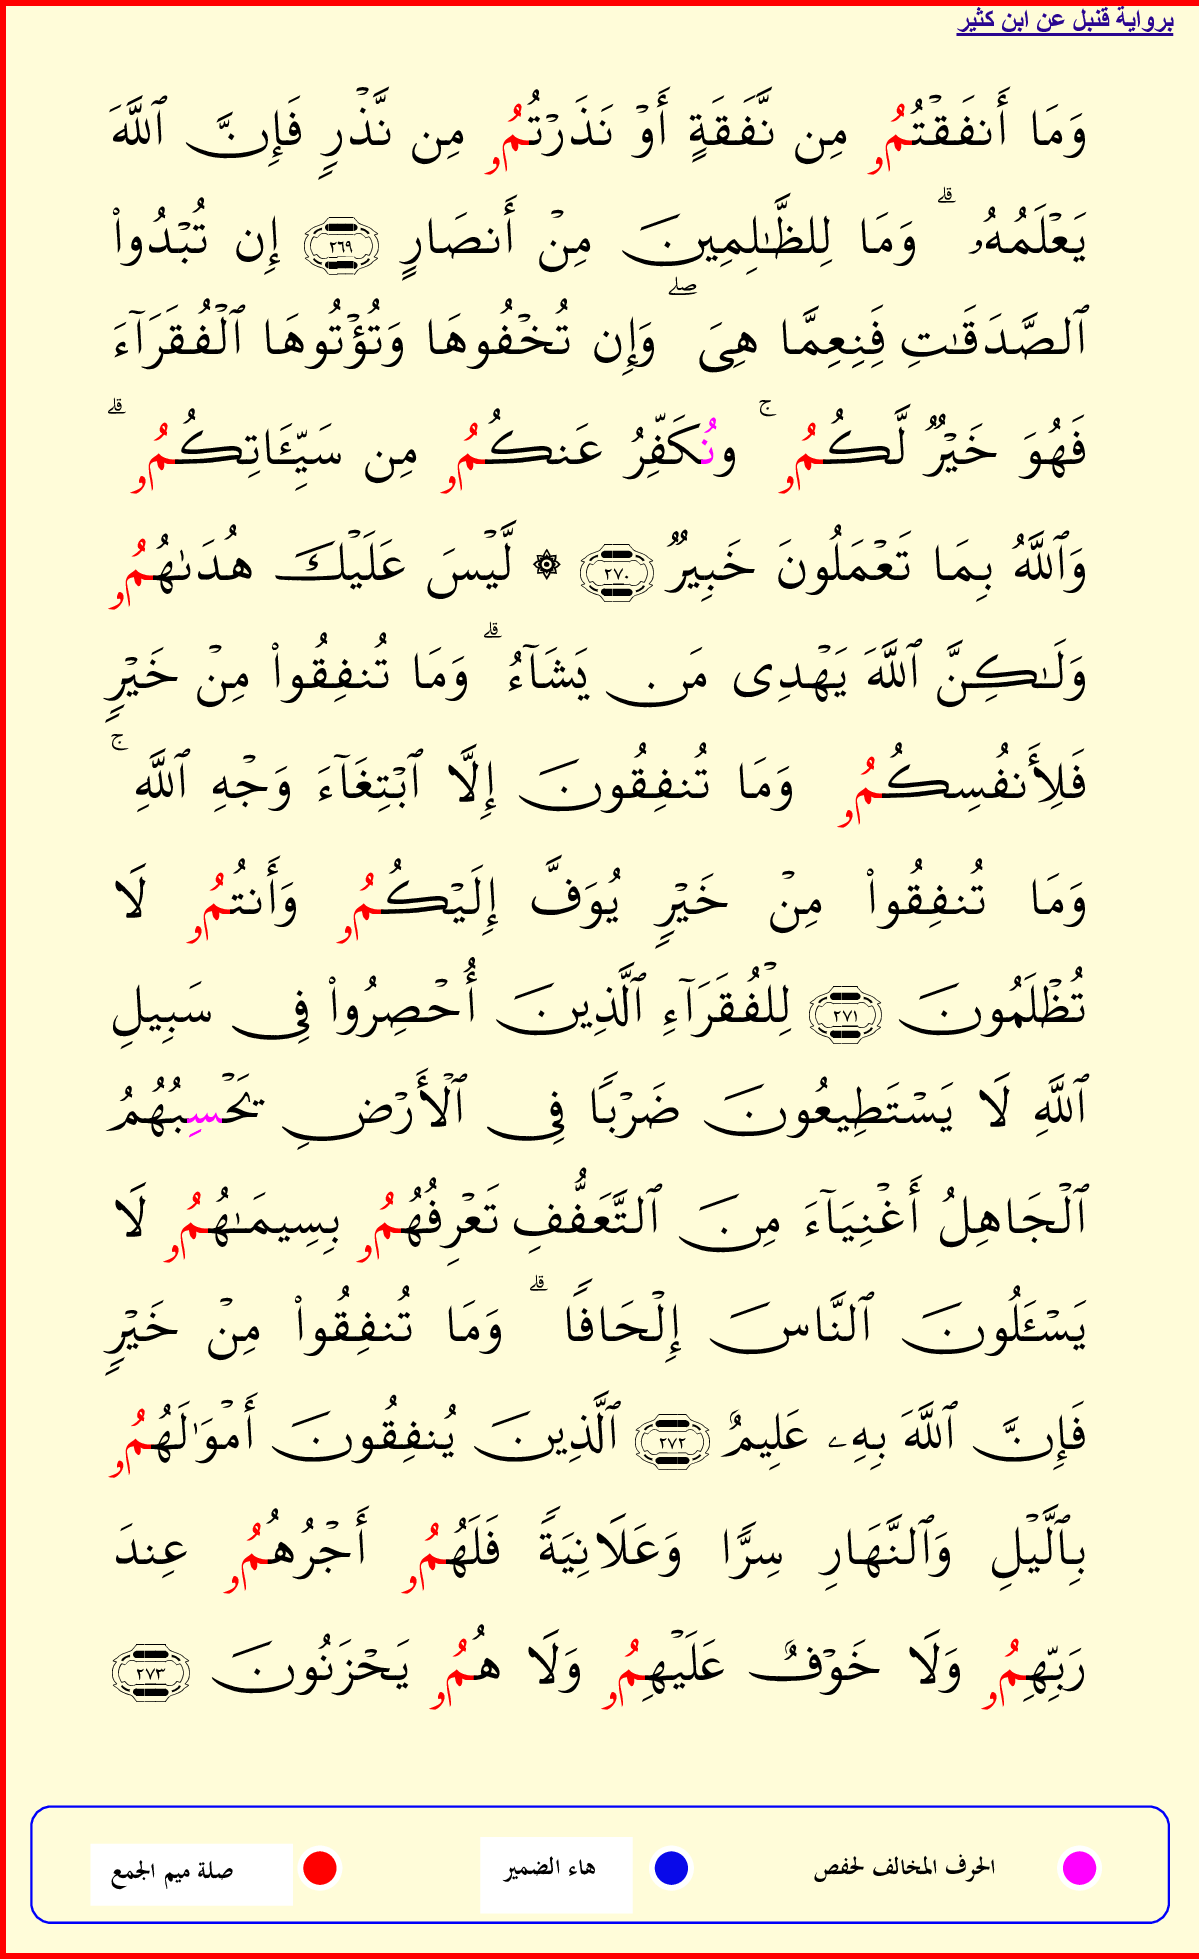 برواية قنبل عن ابن كثير
وَمَا أَنفَقْتُمُۥ مِن نَّفَقَةٍ أَوْ نَذَرْتُمُۥ مِن نَّذْرٍ فَإِنَّ ٱللَّهَ
يَعْلَمُهُۥ ۗ وَمَا لِلظَّٰلِمِينَ مِنْ أَنصَارٍ ٢٦٩ إِن تُبْدُوا۟
ٱلصَّدَقَٰتِ فَنِعِمَّا هِىَ ۖ وَإِن تُخْفُوهَا وَتُؤْتُوهَا ٱلْفُقَرَآءَ
فَهُوَ خَيْرٌ لَّكُمُۥ ۚ ونُكَفِّرُ عَنكُمُۥ مِن سَيِّـَٔاتِكُمُۥ ۗ
وَٱللَّهُ بِمَا تَعْمَلُونَ خَبِيرٌ ٢٧٠ ۞ لَّيْسَ عَلَيْكَ هُدَىٰهُمُۥ
وَلَٰكِنَّ ٱللَّهَ يَهْدِى مَن يَشَآءُ ۗ وَمَا تُنفِقُوا۟ مِنْ خَيْرٍ
فَلِأَنفُسِكُمُۥ وَمَا تُنفِقُونَ إِلَّا ٱبْتِغَآءَ وَجْهِ ٱللَّهِ ۚ
وَمَا تُنفِقُوا۟ مِنْ خَيْرٍ يُوَفَّ إِلَيْكُمُۥ وَأَنتُمُۥ لَا
تُظْلَمُونَ ٢٧١ لِلْفُقَرَآءِ ٱلَّذِينَ أُحْصِرُوا۟ فِى سَبِيلِ
ٱللَّهِ لَا يَسْتَطِيعُونَ ضَرْبًا فِى ٱلْأَرْضِ يَحْسِبُهُمُ
ٱلْجَاهِلُ أَغْنِيَآءَ مِنَ ٱلتَّعَفُّفِ تَعْرِفُهُمُۥ بِسِيمَٰهُمُۥ لَا
يَسْـَٔلُونَ ٱلنَّاسَ إِلْحَافًا ۗ وَمَا تُنفِقُوا۟ مِنْ خَيْرٍ
فَإِنَّ ٱللَّهَ بِهِۦ عَلِيمٌ ٢٧٢ ٱلَّذِينَ يُنفِقُونَ أَمْوَٰلَهُمُۥ
بِٱلَّيْلِ وَٱلنَّهَارِ سِرًّا وَعَلَانِيَةً فَلَهُمُۥ أَجْرُهُمُۥ عِندَ
رَبِّهِمُۥ وَلَا خَوْفٌ عَلَيْهِمُۥ وَلَا هُمُۥ يَحْزَنُونَ ٢٧٣
الحرف المخالف لحفص هاء الضمير صلة ميم الجمع